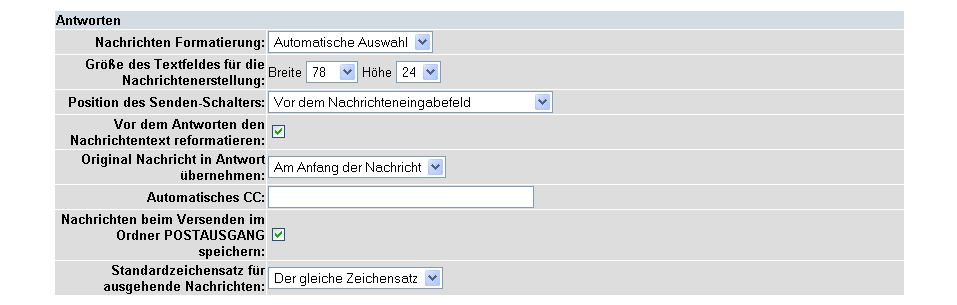 Antworten
Nachrichten Formatierung: Automatische Auswahl
Größe des Textfeldes für die
Nachrichtenerstellung: Breite 78 Höhe 24
Position des Senden-Schalters: Vor dem Nachrichteneingabefeld
Vor dem Antworten den
Nachrichtentext reformatieren:
Original Nachricht in Antwort
übernehmen: Am Anfang der Nachricht
Automatisches CC:
Nachrichten beim Versenden im
Ordner POSTAUSGANG
speichern:
Standardzeichensatz für
ausgehende Nachrichten: Der gleiche Zeichensatz